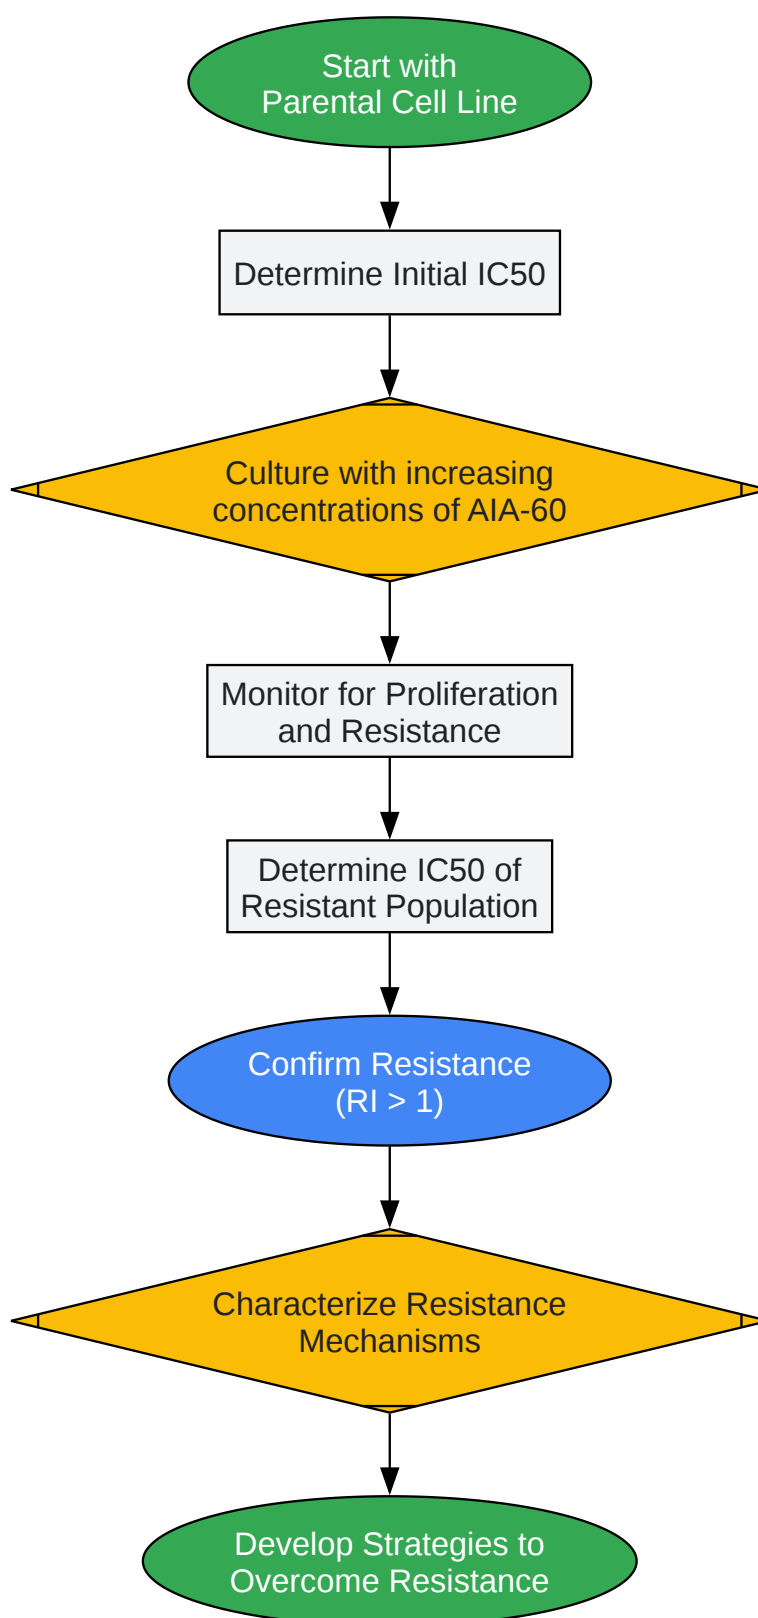 Start with
Parental Cell Line
Determine Initial IC50
Culture with increasing
concentrations of AIA-60
Monitor for Proliferation
and Resistance
Determine IC50 of
Resistant Population
Confirm Resistance
(RI > 1)
Characterize Resistance
Mechanisms
Develop Strategies to
Overcome Resistance